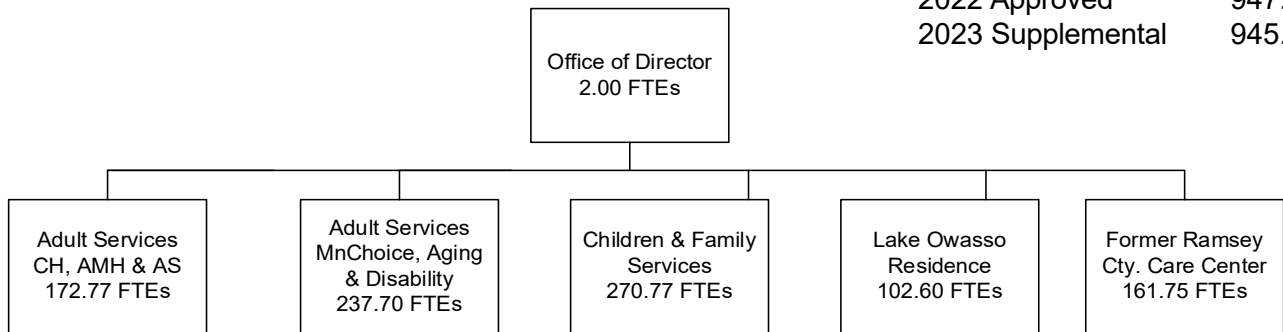 2022 Approved 947.
2023 Supplemental 945.
Office of Director
2.00 FTEs
Adult Services
CH, AMH & AS
172.77 FTEs
Adult Services
MnChoice, Aging
& Disability
237.70 FTEs
Children & Family
Services
270.77 FTEs
Lake Owasso
Residence
102.60 FTEs
Former Ramsey
Cty. Care Center
161.75 FTEs